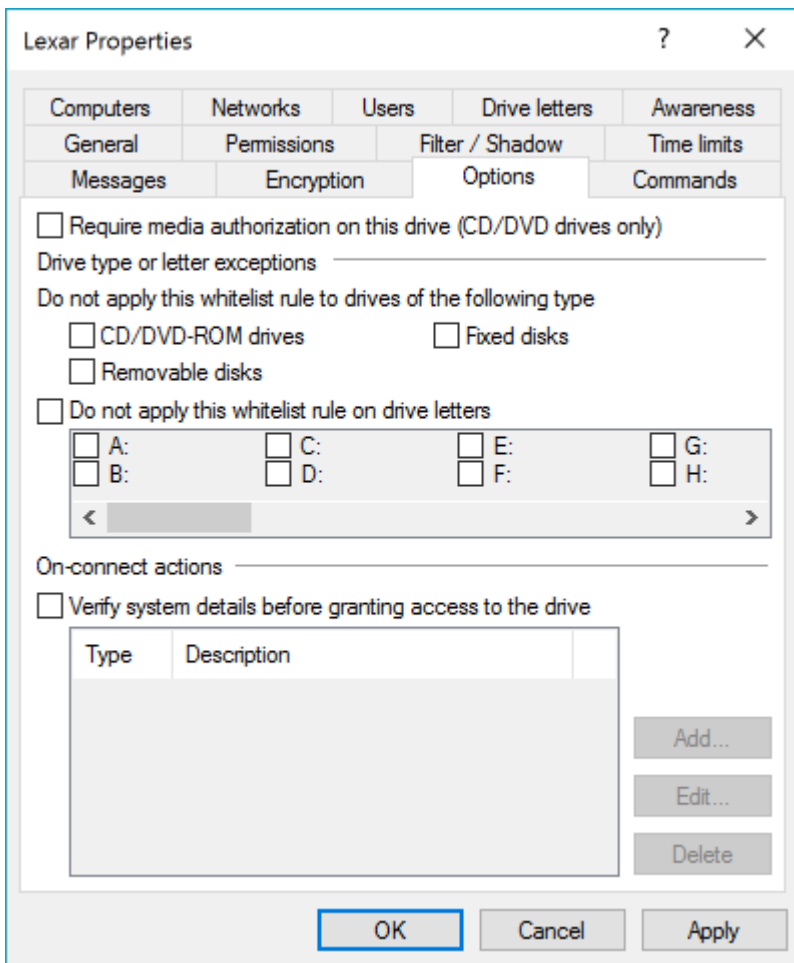 Lexar Properties ?
Computers Networks Users Drive letters Awareness
General Permissions Filter / Shadow Time limits
Messages Encryption Options Commands
Require media authorization on this drive (CD/DVD drives only)
Drive type or letter exceptions
Do not apply this whitelist rule to drives of the following type
CD/DVD-ROM drives Fixed disks
Removable disks
Do not apply this whitelist rule on drive letters
A: C: E: G:
B: D: F: H:
On-connect actions
Verify system details before granting access to the drive
Type Description
Add...
Edit...
Delete
OK Cancel Apply